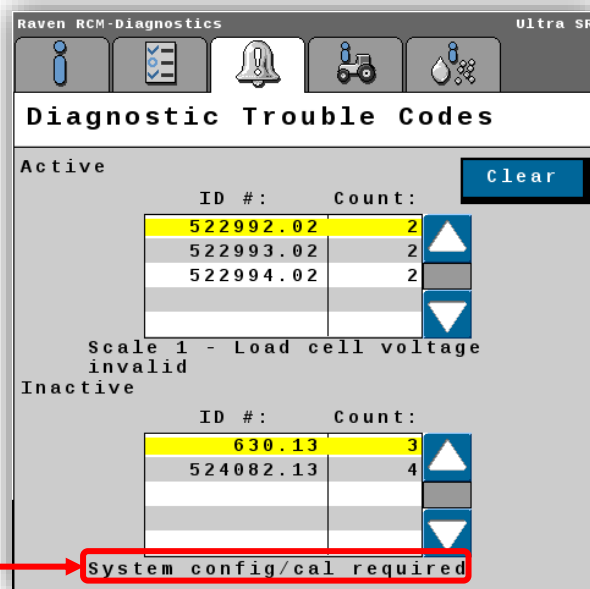 Raven RCM-Diagnostics Ultra SR
Diagnostic Trouble Codes
Active
Clear
ID #: Count:
522992.02 2
522993.02 2
522994.02 2
Scale 1 - Load cell voltage
invalid
Inactive
ID #: Count:
630.13 3
524082.13 4
System config/cal required